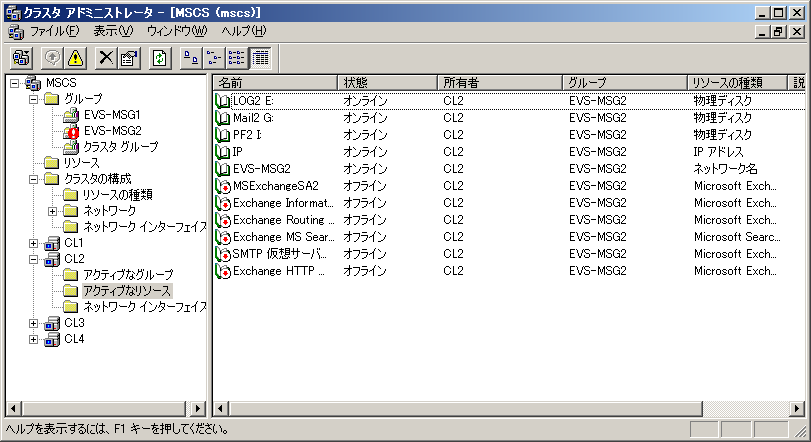 クラスタ アドミニストレータ - [MSCS (mscs)]
ファイル(F) 表示(V) ウィンドウ(W) ヘルプ(H)
MSCS
グループ
EVS-MSG1
EVS-MSG2
クラスタ グループ
リソース
クラスタの構成
リソースの種類
ネットワーク
ネットワーク インターフェイス
CL1
CL2
アクティブなグループ
アクティブなリソース
ネットワーク インターフェイス
CL3
CL4
名前 状態 所有者 グループ リソースの種類 説
LOG2 E: オンライン CL2 EVS-MSG2 物理ディスク
Mail2 G: オンライン CL2 EVS-MSG2 物理ディスク
PF2 I: オンライン CL2 EVS-MSG2 物理ディスク
IP オンライン CL2 EVS-MSG2 IP アドレス
EVS-MSG2 オンライン CL2 EVS-MSG2 ネットワーク名
MSExchangeSA2 オフライン CL2 EVS-MSG2 Microsoft Exch...
Exchange Informat... オフライン CL2 EVS-MSG2 Microsoft Exch...
Exchange Routing ... オフライン CL2 EVS-MSG2 Microsoft Exch...
Exchange MS Sear... オフライン CL2 EVS-MSG2 Microsoft Searc...
SMTP 仮想サーバ... オフライン CL2 EVS-MSG2 Microsoft Exch...
Exchange HTTP ... オフライン CL2 EVS-MSG2 Microsoft Exch...
ヘルプを表示するには、F1 キーを押してください。